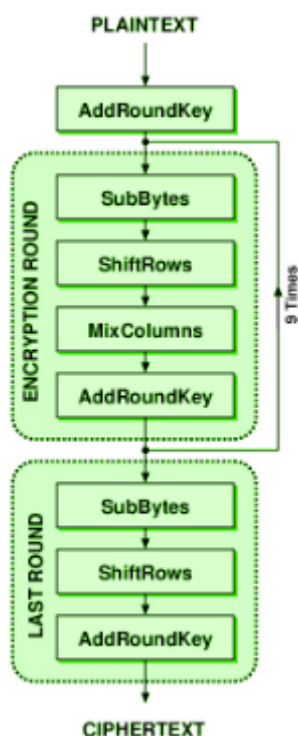 PLAINTEXT
AddRoundKey
ENCRYPTION ROUND
SubBytes
ShiftRows
MixColumns
AddRoundKey
9 Times
LAST ROUND
SubBytes
ShiftRows
AddRoundKey
CIPHERTEXT